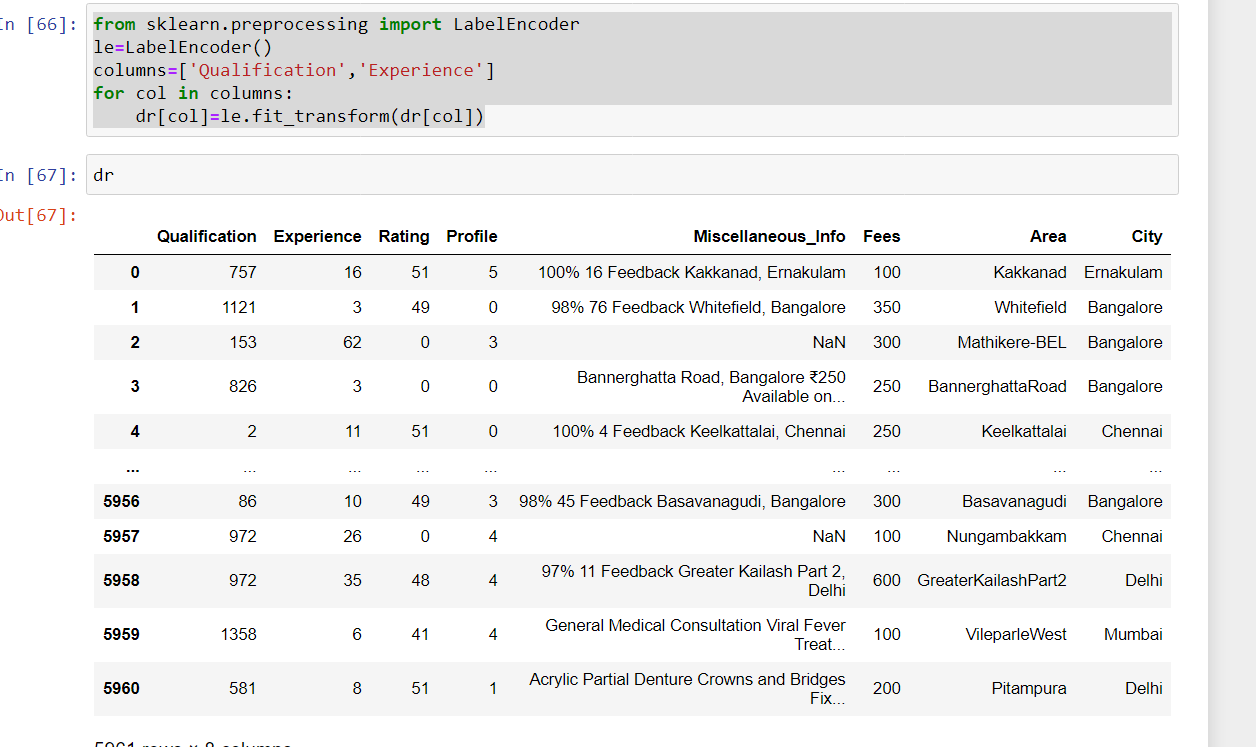 In [66]: from sklearn.preprocessing import LabelEncoder
le=LabelEncoder()
columns=['Qualification','Experience']
for col in columns:
    dr[col]=le.fit_transform(dr[col])
In [67]: dr
Out[67]:
Qualification Experience Rating Profile Miscellaneous_Info Fees Area City
0 757 16 51 5 100% 16 Feedback Kakkanad, Ernakulam 100 Kakkanad Ernakulam
1 1121 3 49 0 98% 76 Feedback Whitefield, Bangalore 350 Whitefield Bangalore
2 153 62 0 3 NaN 300 Mathikere-BEL Bangalore
3 826 3 0 0 Bannerghatta Road, Bangalore ₹250
Available on... 250 BannerghattaRoad Bangalore
4 2 11 51 0 100% 4 Feedback Keelkattalai, Chennai 250 Keelkattalai Chennai
... ... ... ... ... ... ... ... ...
5956 86 10 49 3 98% 45 Feedback Basavanagudi, Bangalore 300 Basavanagudi Bangalore
5957 972 26 0 4 NaN 100 Nungambakkam Chennai
5958 972 35 48 4 97% 11 Feedback Greater Kailash Part 2,
Delhi 600 GreaterKailashPart2 Delhi
5959 1358 6 41 4 General Medical Consultation Viral Fever
Treat... 100 VileparleWest Mumbai
5960 581 8 51 1 Acrylic Partial Denture Crowns and Bridges
Fix... 200 Pitampura Delhi
5961 rows x 8 columns